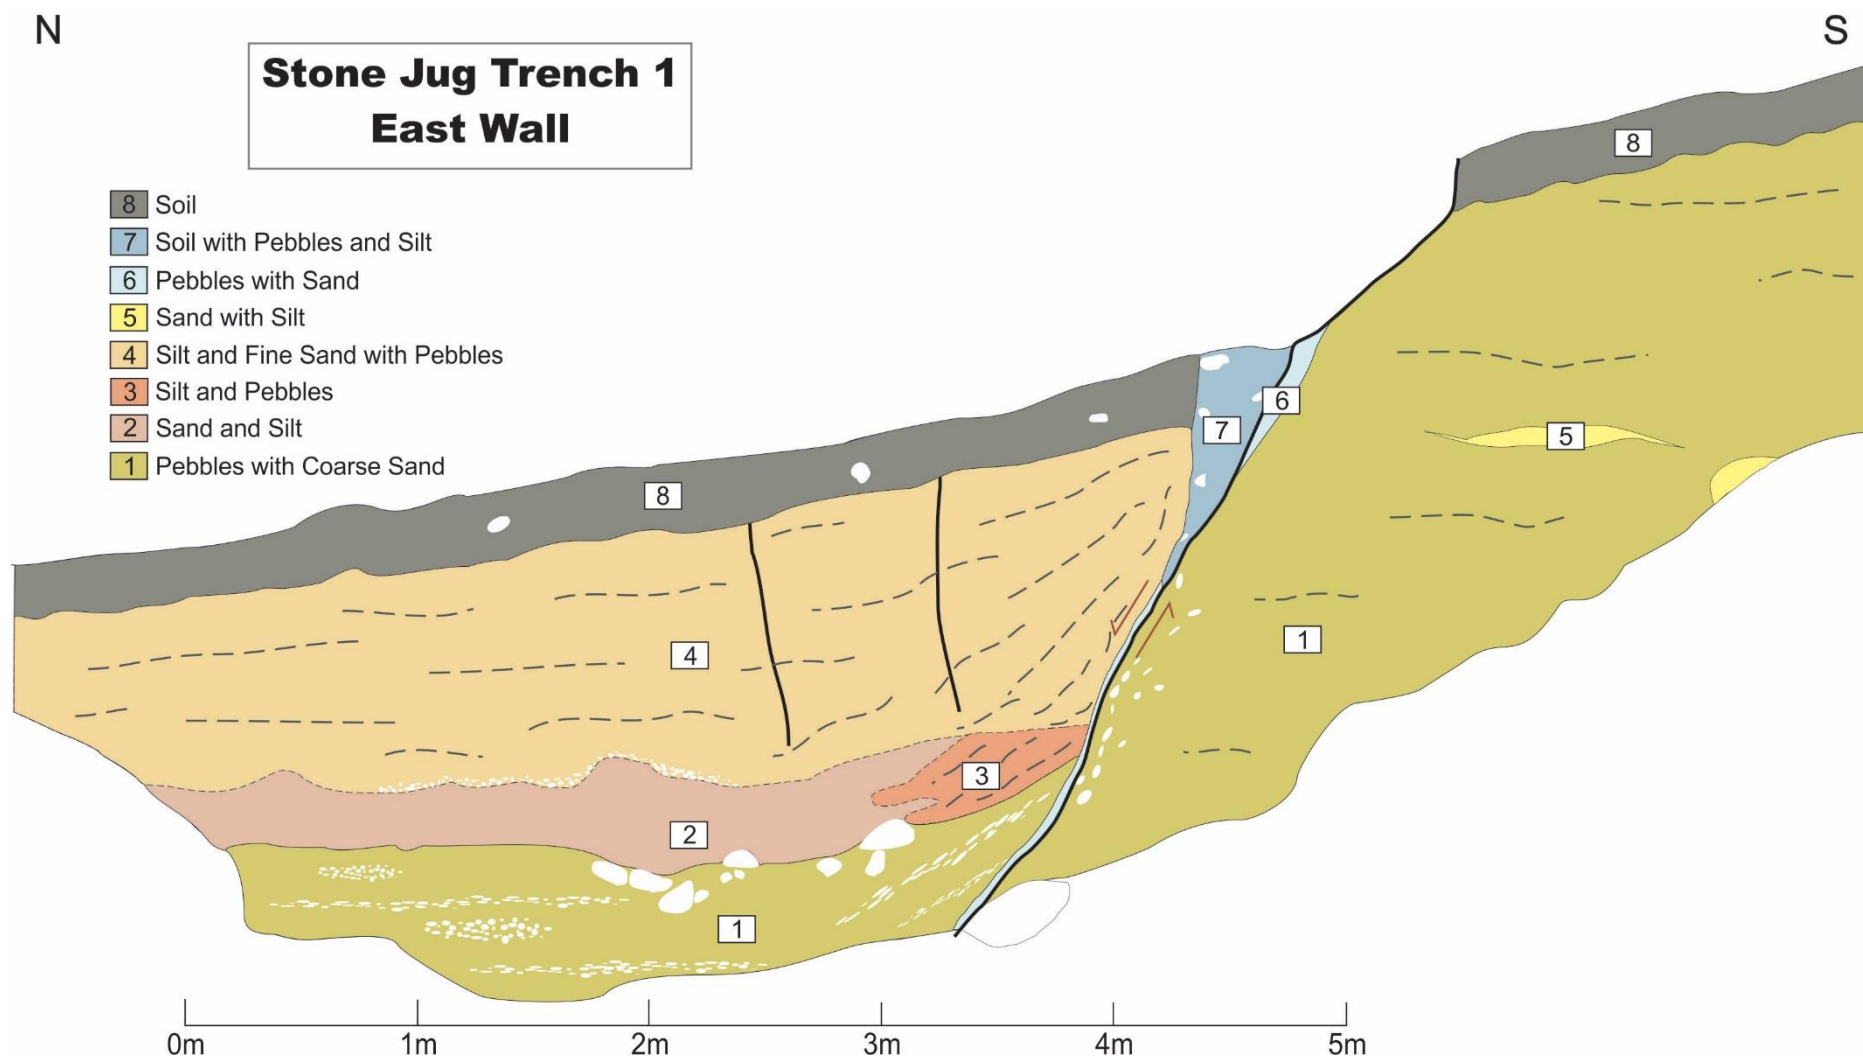 N
S
Stone Jug Trench 1
East Wall
8 Soil
7 Soil with Pebbles and Silt
6 Pebbles with Sand
5 Sand with Silt
4 Silt and Fine Sand with Pebbles
3 Silt and Pebbles
2 Sand and Silt
1 Pebbles with Coarse Sand
8
6
7
5
8
1
4
3
2
1
0m 1m 2m 3m 4m 5m